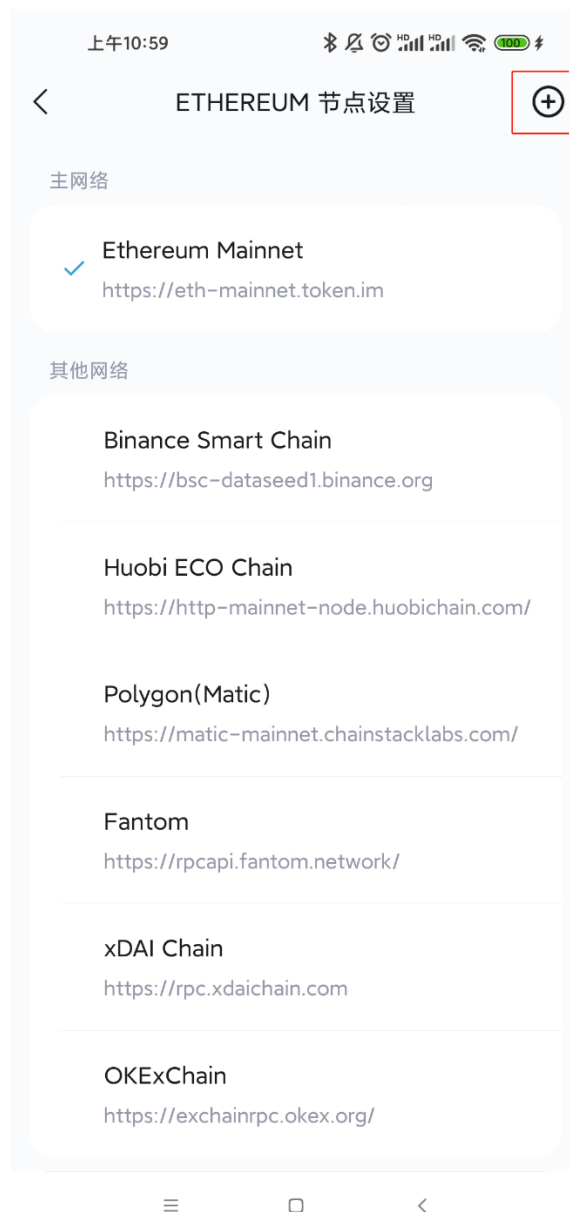 上午10:59
HD HD 100
ETHEREUM 节点设置
主网络
Ethereum Mainnet
https://eth-mainnet.token.im
其他网络
Binance Smart Chain
https://bsc-dataseed1.binance.org
Huobi ECO Chain
https://http-mainnet-node.huobichain.com/
Polygon(Matic)
https://matic-mainnet.chainstacklabs.com/
Fantom
https://rpcapi.fantom.network/
xDAI Chain
https://rpc.xdaichain.com
OKExChain
https://exchainrpc.okex.org/